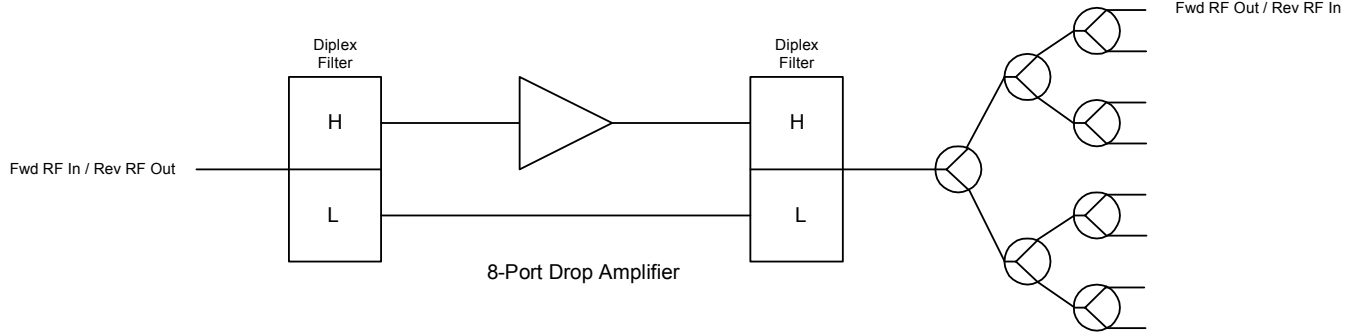 Fwd RF Out / Rev RF In
Diplex
Filter
Diplex
Filter
H
H
Fwd RF In / Rev RF Out
L
L
8-Port Drop Amplifier